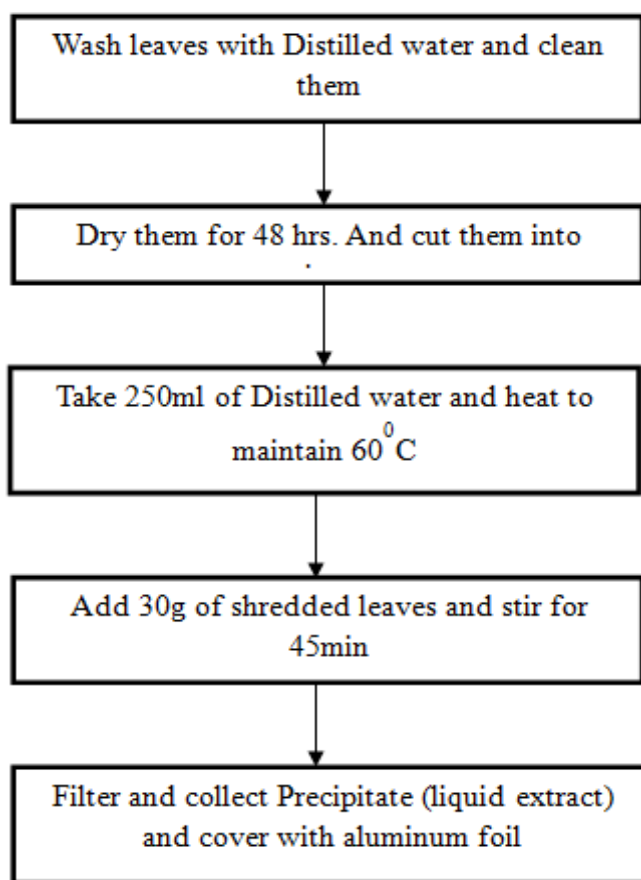 Wash leaves with Distilled water and clean
them
Dry them for 48 hrs. And cut them into
Take 250ml of Distilled water and heat to
maintain 60⁰C
Add 30g of shredded leaves and stir for
45min
Filter and collect Precipitate (liquid extract)
and cover with aluminum foil